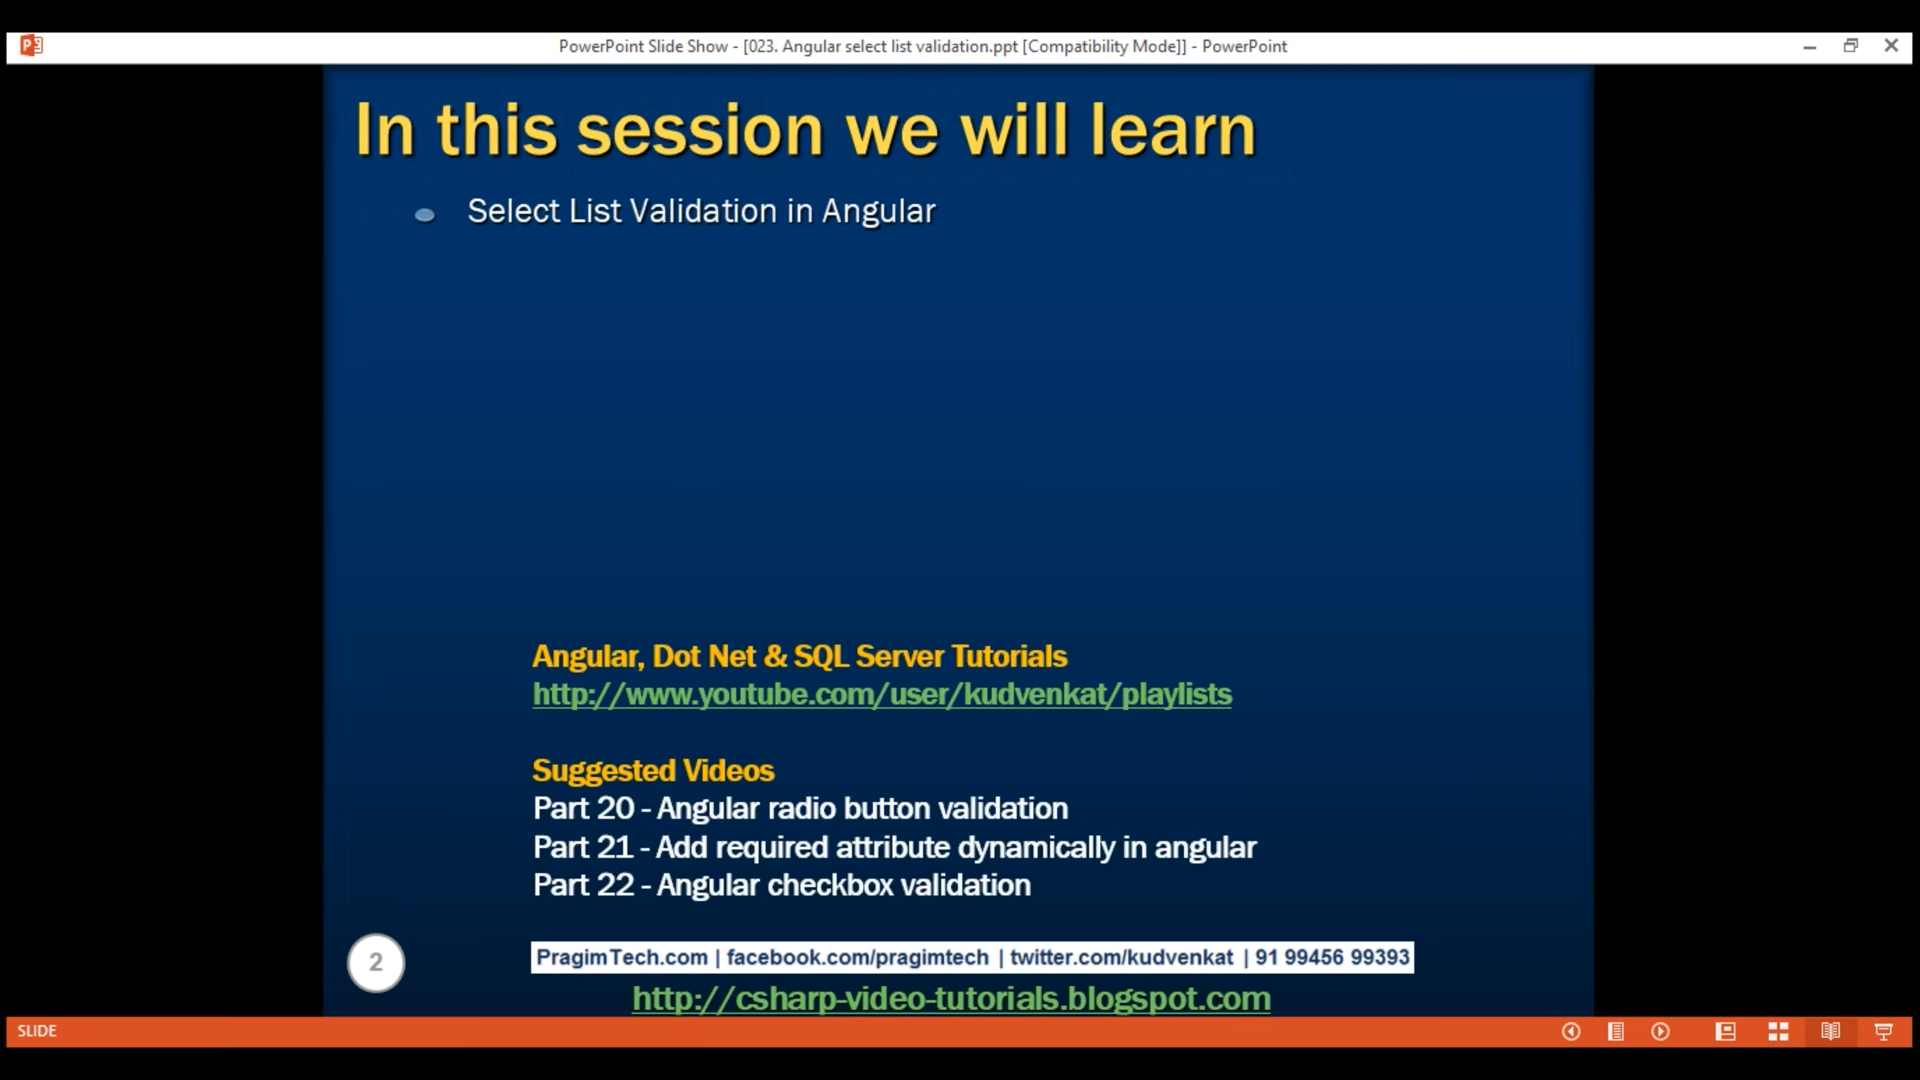 PowerPoint Slide Show - [023. Angular select list validation.ppt [Compatibility Mode]] - PowerPoint
In this session we will learn
Select List Validation in Angular
Angular, Dot Net & SQL Server Tutorials
http://www.youtube.com/user/kudvenkat/playlists
Suggested Videos
Part 20 - Angular radio button validation
Part 21 - Add required attribute dynamically in angular
Part 22 - Angular checkbox validation
2
PragimTech.com | facebook.com/pragimtech | twitter.com/kudvenkat | 91 99456 99393
http://csharp-video-tutorials.blogspot.com
SLIDE